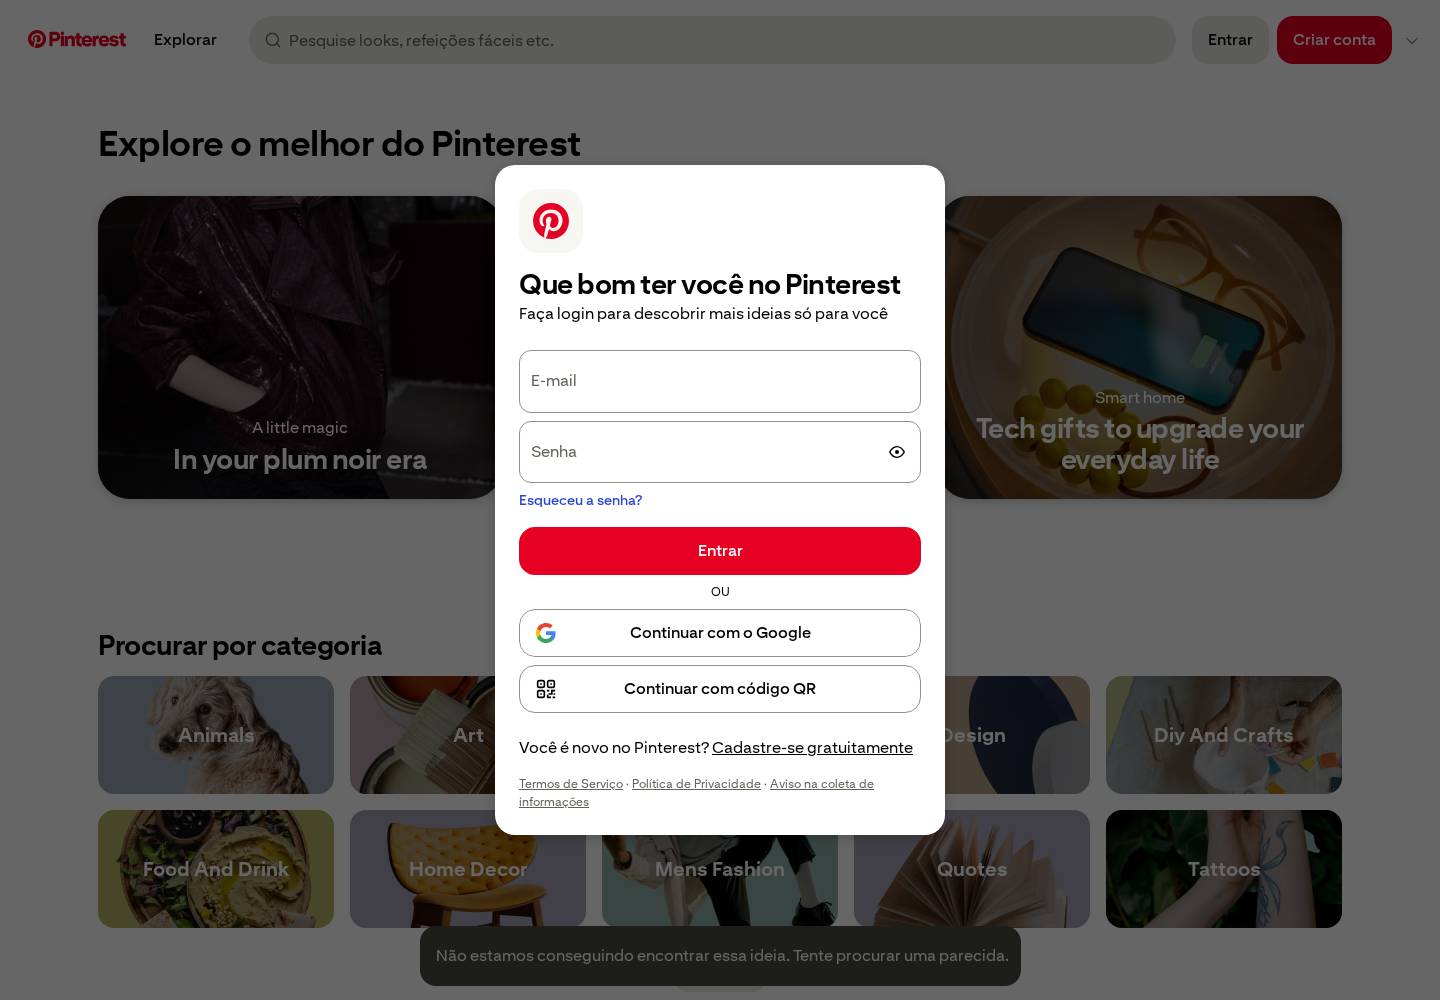 Pinterest
Explorar
Pesquise looks, refeições fáceis etc.
Entrar
Criar conta
Explore o melhor do Pinterest
A little magic
In your plum noir era
Smart home
Tech gifts to upgrade your
everyday life
Que bom ter você no Pinterest
Faça login para descobrir mais ideias só para você
E-mail
Senha
Esqueceu a senha?
Entrar
OU
Continuar com o Google
Continuar com código QR
Você é novo no Pinterest? Cadastre-se gratuitamente
Termos de Serviço · Política de Privacidade · Aviso na coleta de
informações
Procurar por categoria
Animals
Art
Design
Diy And Crafts
Food And Drink
Home Decor
Mens Fashion
Quotes
Tattoos
Não estamos conseguindo encontrar essa ideia. Tente procurar uma parecida.